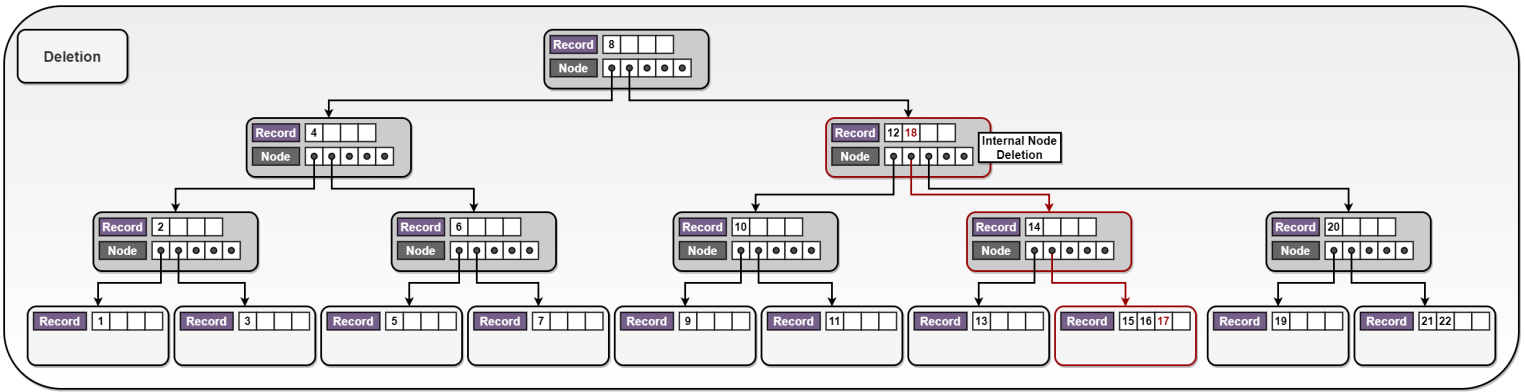 Deletion
Record 8
Node
Record 4
Node
Record 12 18
Node
Internal Node
Deletion
Record 2
Node
Record 6
Node
Record 10
Node
Record 14
Node
Record 20
Node
Record 1
Record 3
Record 5
Record 7
Record 9
Record 11
Record 13
Record 15 16 17
Record 19
Record 21 22